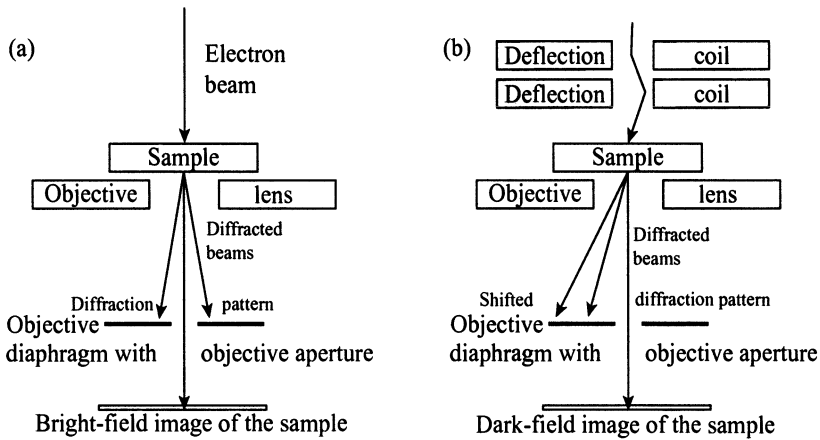 (a)
Electron
beam
Sample
Objective lens
Diffracted
beams
Diffraction pattern
Objective
diaphragm with objective aperture
Bright-field image of the sample
(b)
Deflection coil
Deflection coil
Sample
Objective lens
Diffracted
beams
Shifted diffraction pattern
Objective
diaphragm with objective aperture
Dark-field image of the sample